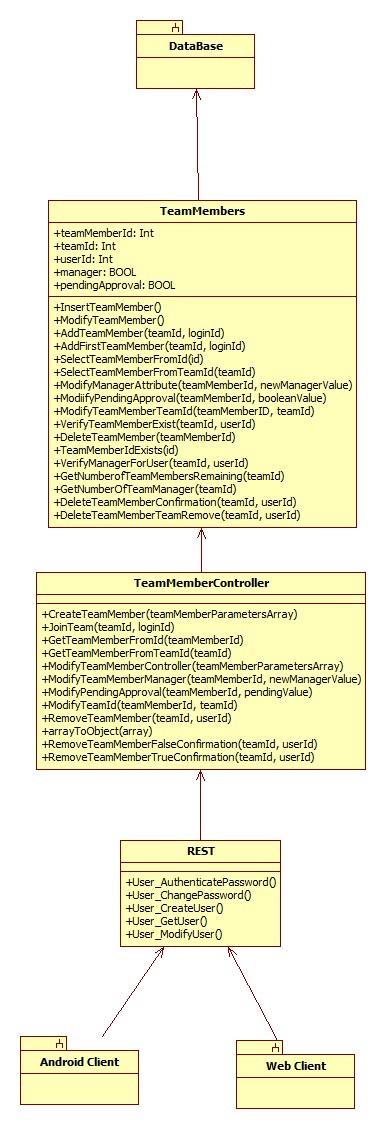 DataBase
TeamMembers
+teamMemberId: Int
+teamId: Int
+userId: Int
+manager: BOOL
+pendingApproval: BOOL
+InsertTeamMember()
+ModifyTeamMember()
+AddTeamMember(teamId, loginId)
+AddFirstTeamMember(teamId, loginId)
+SelectTeamMemberFromId(id)
+SelectTeamMemberFromTeamId(teamId)
+ModifyManagerAttribute(teamMemberId, newManagerValue)
+ModiifyPendingApproval(teamMemberId, booleanValue)
+ModifyTeamMemberTeamId(teamMemberID, teamId)
+VerifyTeamMemberExist(teamId, userId)
+DeleteTeamMember(teamMemberId)
+TeamMemberIdExists(id)
+VerifyManagerForUser(teamId, userId)
+GetNumberofTeamMembersRemaining(teamId)
+GetNumberOfTeamManager(teamId)
+DeleteTeamMemberConfirmation(teamId, userId)
+DeleteTeamMemberTeamRemove(teamId, userId)
TeamMemberController
+CreateTeamMember(teamMemberParametersArray)
+JoinTeam(teamId, loginId)
+GetTeamMemberFromId(teamMemberId)
+GetTeamMemberFromTeamId(teamId)
+ModifyTeamMemberController(teamMemberParametersArray)
+ModifyTeamMemberManager(teamMemberId, newManagerValue)
+ModifyPendingApproval(teamMemberId, pendingValue)
+ModifyTeamId(teamMemberId, teamId)
+RemoveTeamMember(teamId, userId)
+arrayToObject(array)
+RemoveTeamMemberFalseConfirmation(teamId, userId)
+RemoveTeamMemberTrueConfirmation(teamId, userId)
REST
+User_AuthenticatePassword()
+User_ChangePassword()
+User_CreateUser()
+User_GetUser()
+User_ModifyUser()
Android Client
Web Client